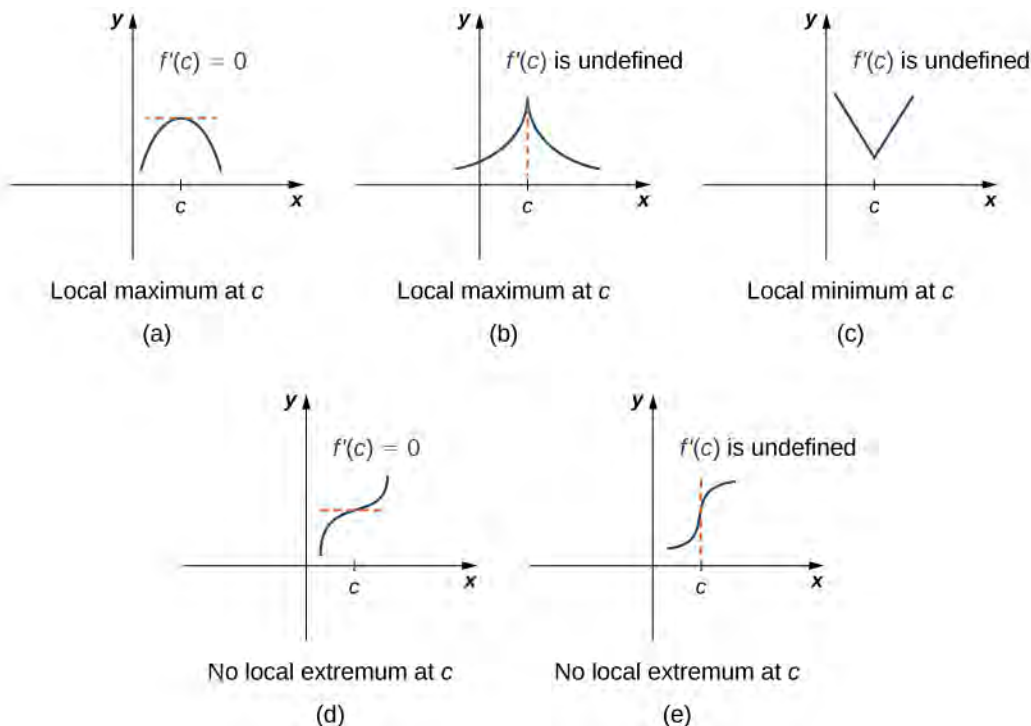 y
f'(c) = 0
x
c
Local maximum at c
(a)
y
f'(c) is undefined
x
c
Local maximum at c
(b)
y
f'(c) is undefined
x
c
Local minimum at c
(c)
y
f'(c) = 0
x
c
No local extremum at c
(d)
y
f'(c) is undefined
x
c
No local extremum at c
(e)